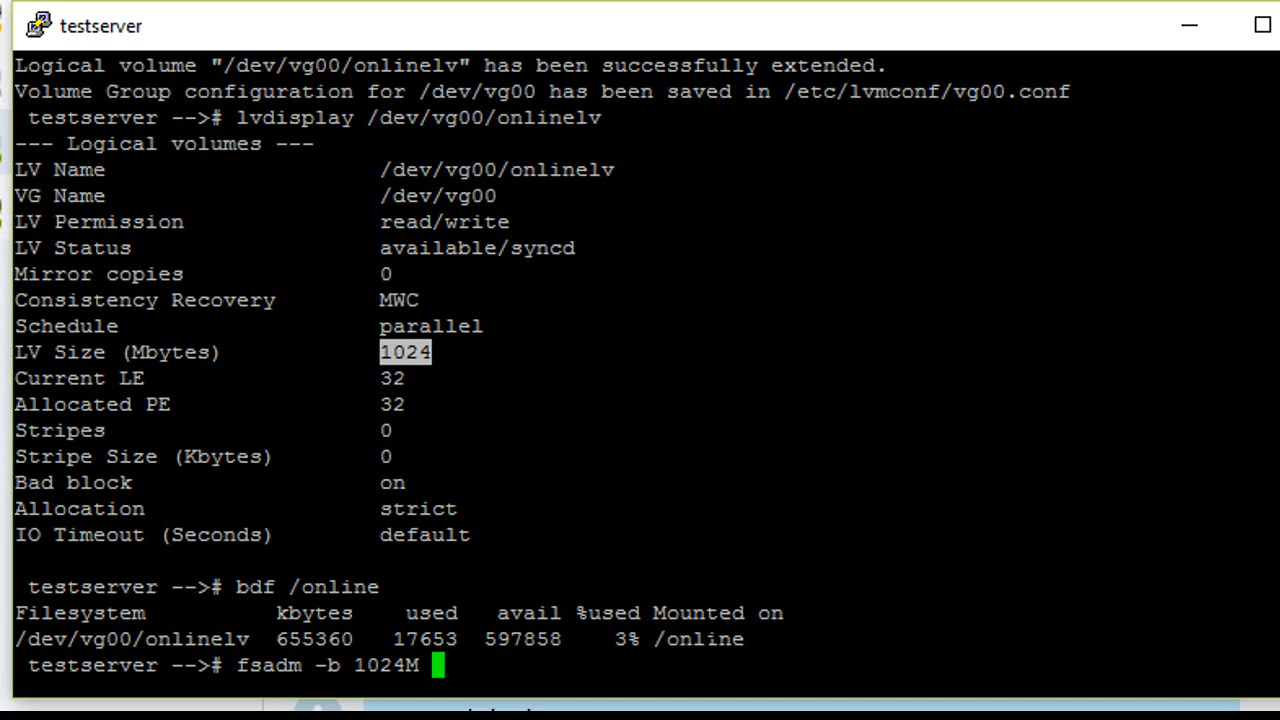 testserver
Logical volume "/dev/vg00/onlinelv" has been successfully extended.
Volume Group configuration for /dev/vg00 has been saved in /etc/lvmconf/vg00.conf
testserver --># lvdisplay /dev/vg00/onlinelv
--- Logical volumes ---
LV Name /dev/vg00/onlinelv
VG Name /dev/vg00
LV Permission read/write
LV Status available/syncd
Mirror copies 0
Consistency Recovery MWC
Schedule parallel
LV Size (Mbytes) 1024
Current LE 32
Allocated PE 32
Stripes 0
Stripe Size (Kbytes) 0
Bad block on
Allocation strict
IO Timeout (Seconds) default
testserver --># bdf /online
Filesystem kbytes used avail %used Mounted on
/dev/vg00/onlinelv 655360 17653 597858 3% /online
testserver --># fsadm -b 1024M